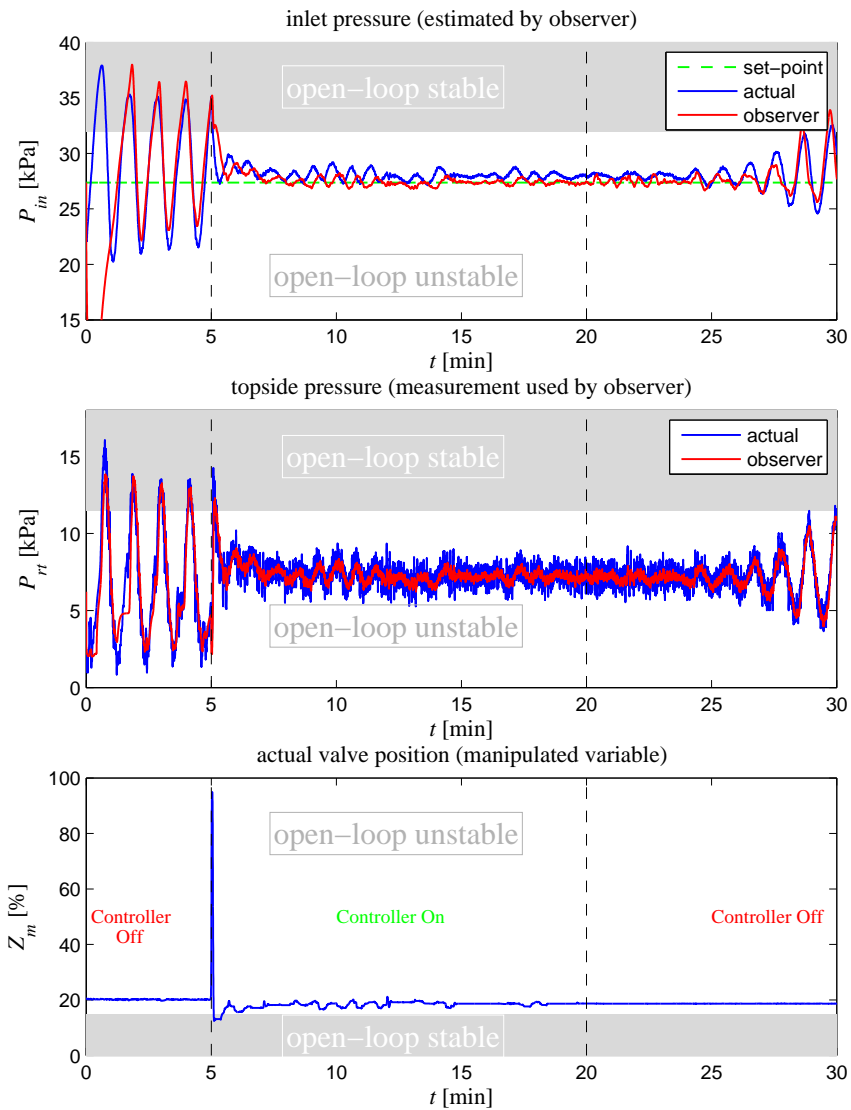 inlet pressure (estimated by observer)
40
35
30
25
20
15
P_in [kPa]
open−loop stable
open−loop unstable
set−point
actual
observer
0 5 10 15 20 25 30
t [min]
topside pressure (measurement used by observer)
15
10
5
0
P_rt [kPa]
open−loop stable
open−loop unstable
actual
observer
0 5 10 15 20 25 30
t [min]
actual valve position (manipulated variable)
100
80
60
40
20
0
Z_m [%]
open−loop unstable
Controller
Off
Controller On
Controller Off
open−loop stable
0 5 10 15 20 25 30
t [min]